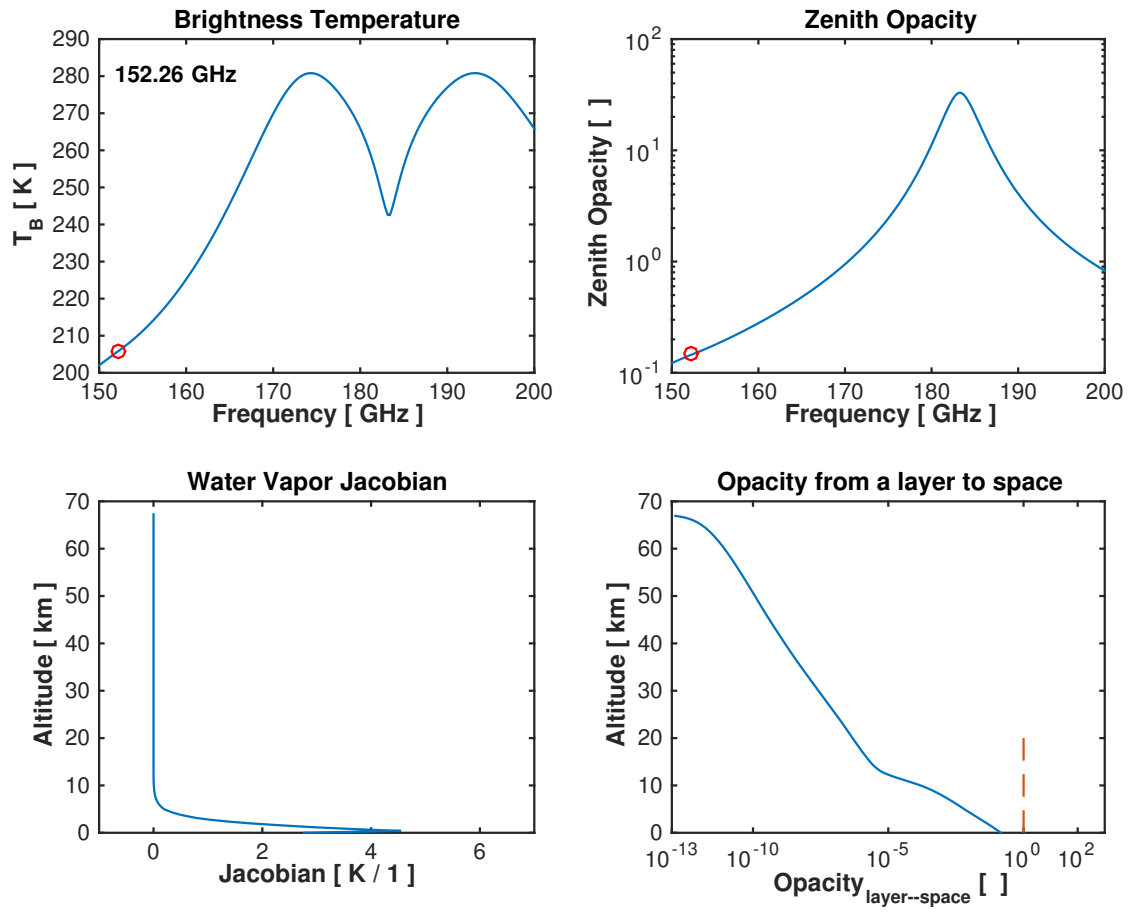 Brightness Temperature
290
280
270
260
250
240
230
220
210
200
T_B [ K ]
152.26 GHz
150 160 170 180 190 200
Frequency [ GHz ]
Zenith Opacity
10^2
10^1
10^0
10^-1
Zenith Opacity [  ]
150 160 170 180 190 200
Frequency [ GHz ]
Water Vapor Jacobian
70
60
50
40
30
20
10
0
Altitude [ km ]
0 2 4 6
Jacobian [ K / 1 ]
Opacity from a layer to space
70
60
50
40
30
20
10
0
Altitude [ km ]
10^-13 10^-10 10^-5 10^0 10^2
Opacity_layer--space [  ]